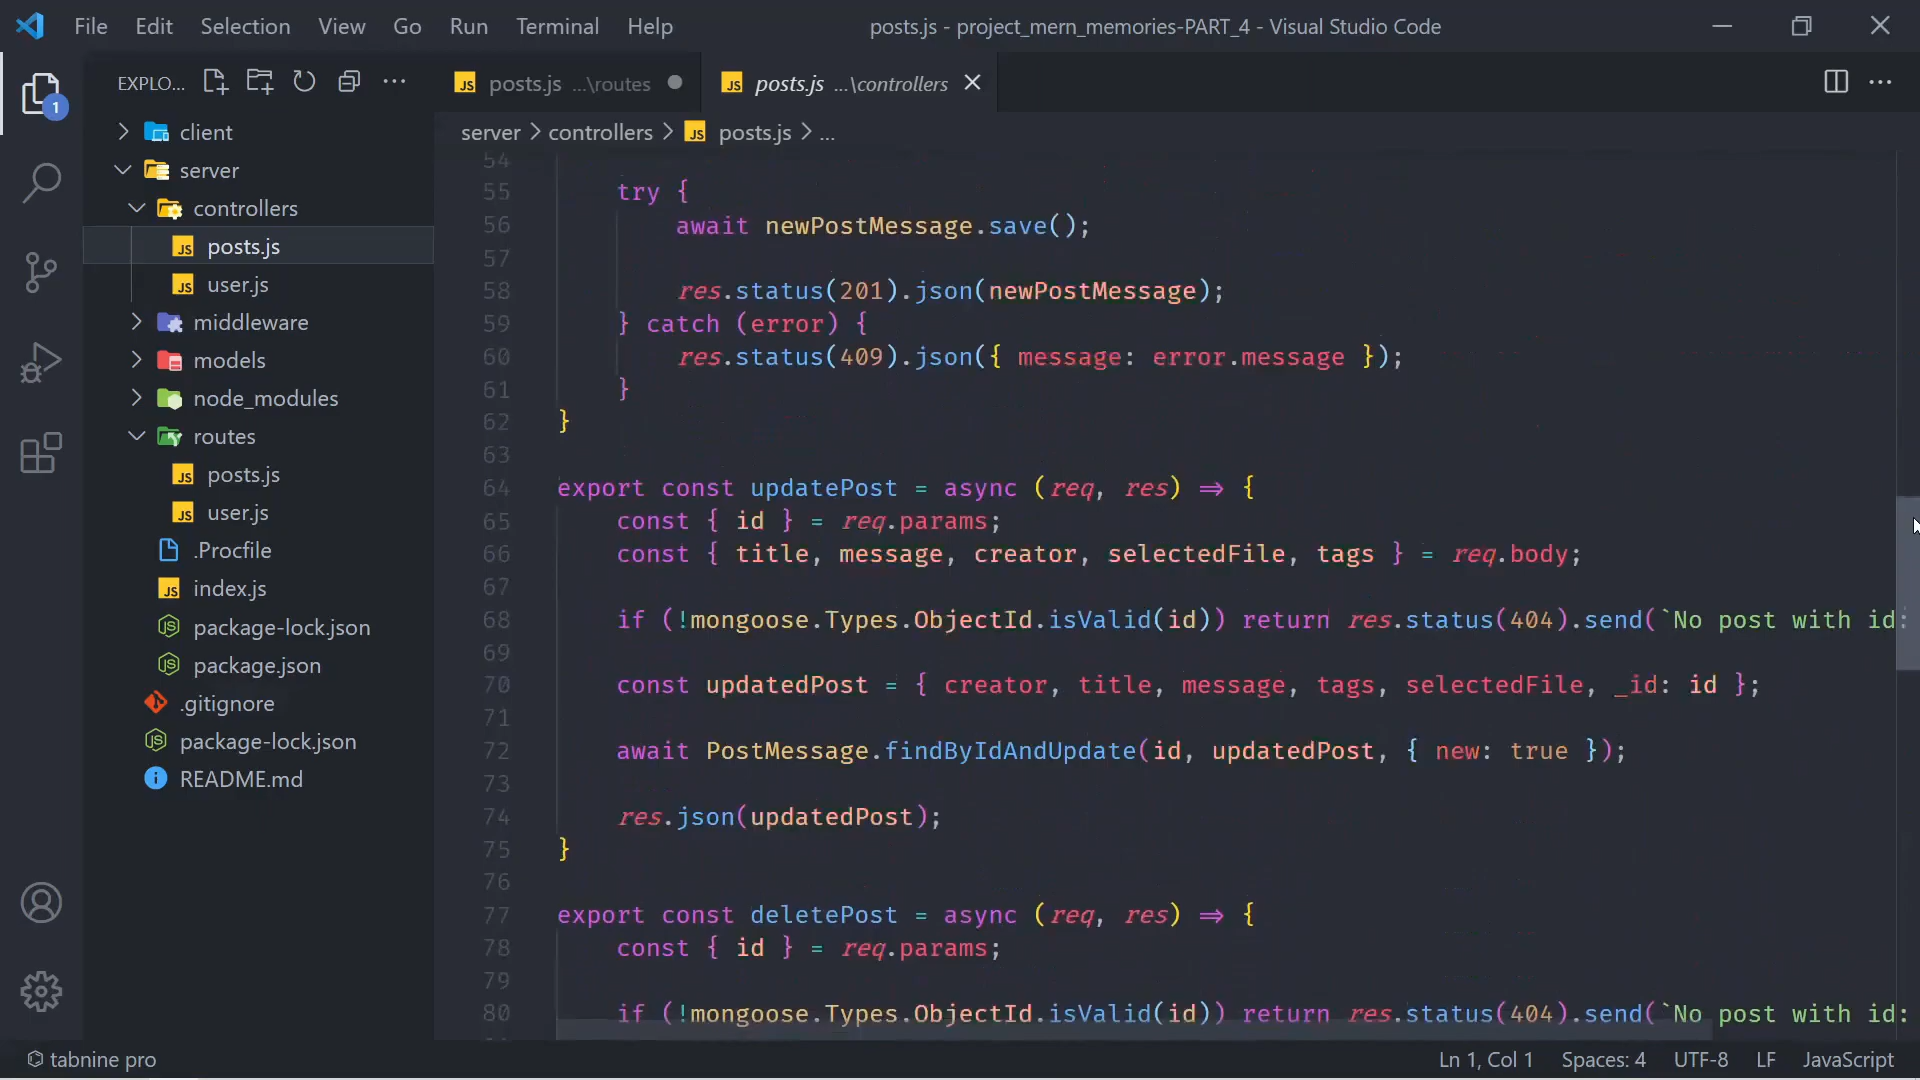 File Edit Selection View Go Run Terminal Help
posts.js - project_mern_memories-PART_4 - Visual Studio Code
EXPLO...
posts.js ...\routes
posts.js ...\controllers
1
server > controllers > JS posts.js > ...
client
server
controllers
JS posts.js
JS user.js
middleware
models
node_modules
routes
JS posts.js
JS user.js
.Procfile
JS index.js
package-lock.json
package.json
.gitignore
package-lock.json
README.md
54
55 try {
56 await newPostMessage.save();
57
58 res.status(201).json(newPostMessage);
59 } catch (error) {
60 res.status(409).json({ message: error.message });
61 }
62 }
63
64 export const updatePost = async (req, res) => {
65 const { id } = req.params;
66 const { title, message, creator, selectedFile, tags } = req.body;
67
68 if (!mongoose.Types.ObjectId.isValid(id)) return res.status(404).send(`No post with id:
69
70 const updatedPost = { creator, title, message, tags, selectedFile, _id: id };
71
72 await PostMessage.findByIdAndUpdate(id, updatedPost, { new: true });
73
74 res.json(updatedPost);
75 }
76
77 export const deletePost = async (req, res) => {
78 const { id } = req.params;
79
80 if (!mongoose.Types.ObjectId.isValid(id)) return res.status(404).send(`No post with id:
tabnine pro
Ln 1, Col 1 Spaces: 4 UTF-8 LF JavaScript